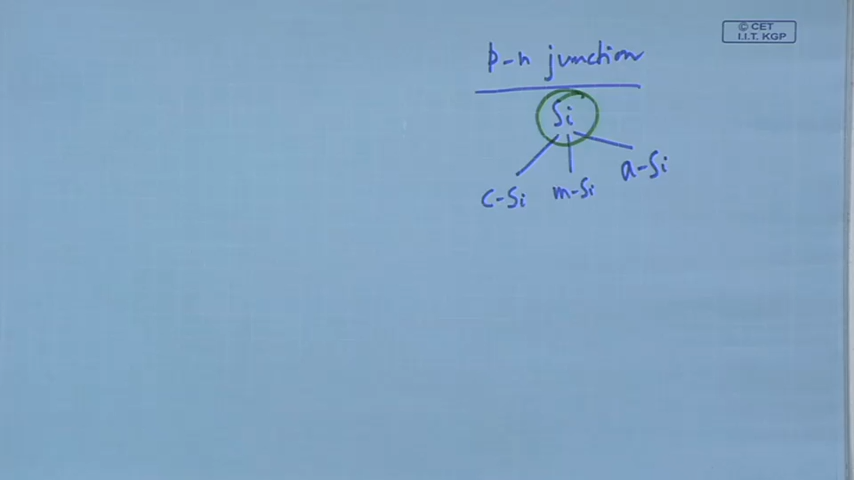 © CET
I.I.T. KGP
p-n junction
Si
c-Si m-Si a-Si